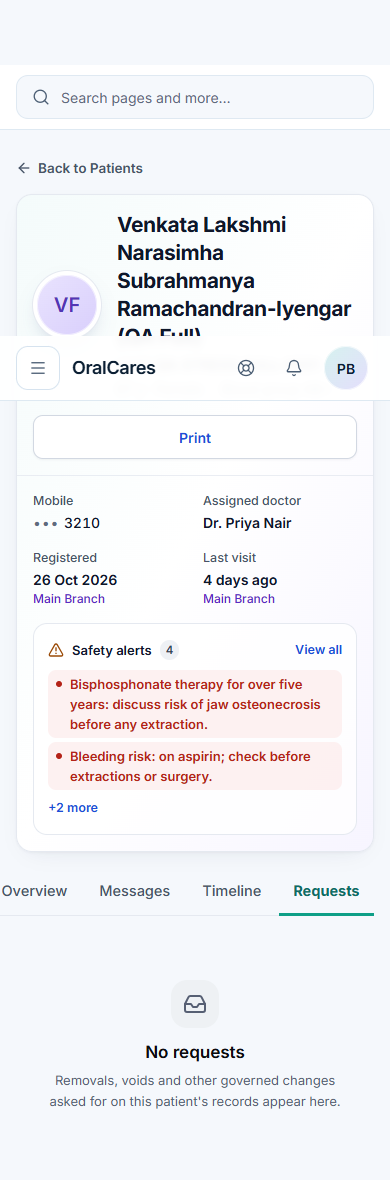 Search pages and more...
Back to Patients
Venkata Lakshmi
Narasimha
Subrahmanya
Ramachandran-Iyengar
(QA Full)
VF
OralCares
PB
Print
Mobile
••• 3210
Assigned doctor
Dr. Priya Nair
Registered
26 Oct 2026
Main Branch
Last visit
4 days ago
Main Branch
Safety alerts 4
View all
• Bisphosphonate therapy for over five
years: discuss risk of jaw osteonecrosis
before any extraction.
• Bleeding risk: on aspirin; check before
extractions or surgery.
+2 more
Overview
Messages
Timeline
Requests
No requests
Removals, voids and other governed changes
asked for on this patient's records appear here.